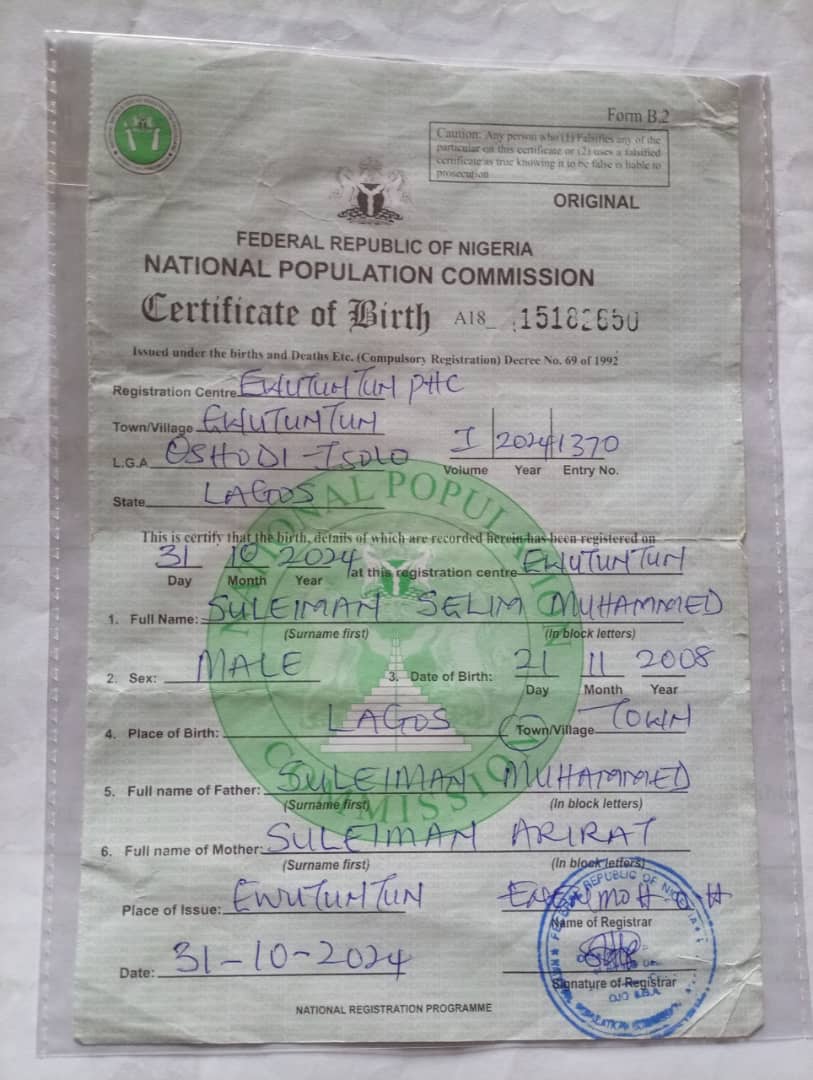 Form B.2
Caution: Any person who (1) Falsifies any of the
particular on this certificate or (2) uses a falsified
certificate as true knowing it to be false is liable to
prosecution
ORIGINAL
FEDERAL REPUBLIC OF NIGERIA
NATIONAL POPULATION COMMISSION
Certificate of Birth A18_ 15182650
Issued under the births and Deaths Etc. (Compulsory Registration) Decree No. 69 of 1992
Registration Centre EWUTUNTUN PHC
Town/Village EWUTUNTUN
L.G.A OSHODI-ISOLO I 2024 1370
Volume Year Entry No.
State LAGOS
This is certify that the birth, details of which are recorded herein has been registered on
31 10 2024 at this registration centre EWUTUNTUN
Day Month Year
1. Full Name: SULEIMAN SELIM MUHAMMED
(Surname first) (In block letters)
2. Sex: MALE 3. Date of Birth: 21 11 2008
Day Month Year
4. Place of Birth: LAGOS Town/Village TOWN
5. Full name of Father: SULEIMAN MUHAMMED
(Surname first) (In block letters)
6. Full name of Mother: SULEIMAN ARIRAT
(Surname first) (In block letters)
Place of Issue: EWUTUNTUN
Name of Registrar
Date: 31-10-2024
Signature of Registrar
NATIONAL REGISTRATION PROGRAMME
NATIONAL POPULATION COMMISSION
FEDERAL REPUBLIC OF NIGERIA